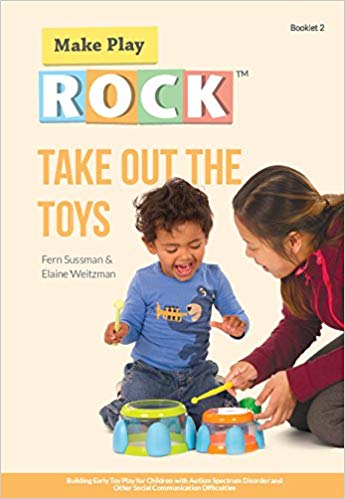 Booklet 2
Make Play
ROCK™
TAKE OUT THE
TOYS
Fern Sussman &
Elaine Weitzman
Building Early Toy Play for Children with Autism Spectrum Disorder and
Other Social Communication Difficulties